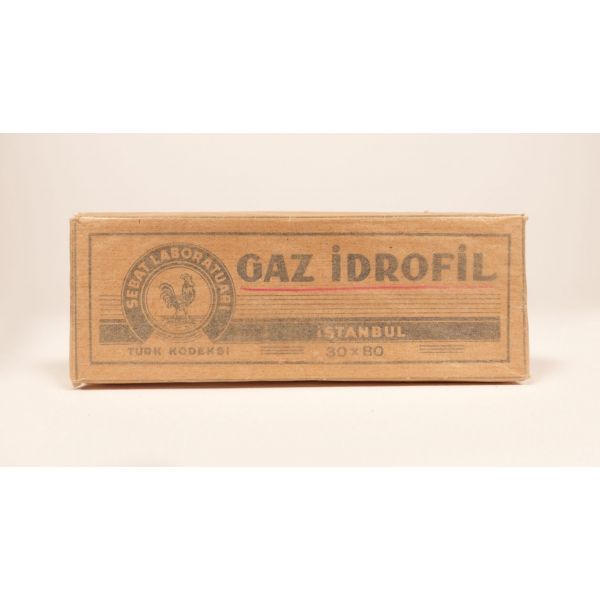 SEBAT LABORATUARI
GAZ İDROFİL
İSTANBUL
TÜRK KODEKSİ
30 x 80